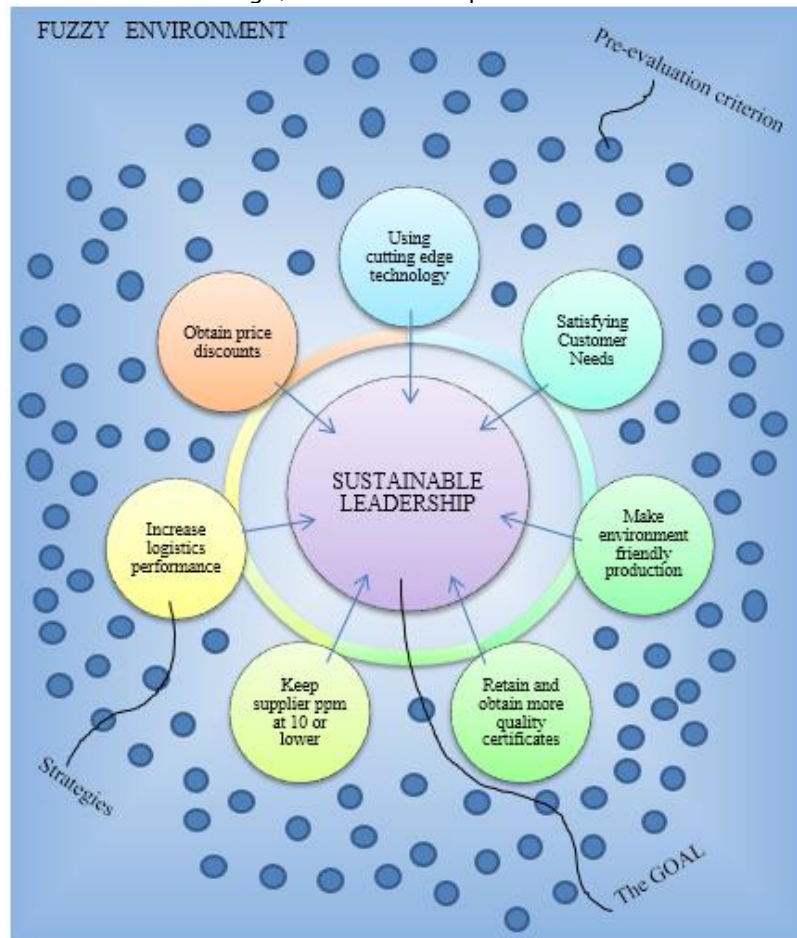 FUZZY ENVIRONMENT
Pre-evaluation criterion
Using
cutting edge
technology
Obtain price
discounts
Satisfying
Customer
Needs
SUSTAINABLE
LEADERSHIP
Increase
logistics
performance
Make
environment
friendly
production
Keep
supplier ppm
at 10 or
lower
Retain and
obtain more
quality
certificates
Strategies
The GOAL